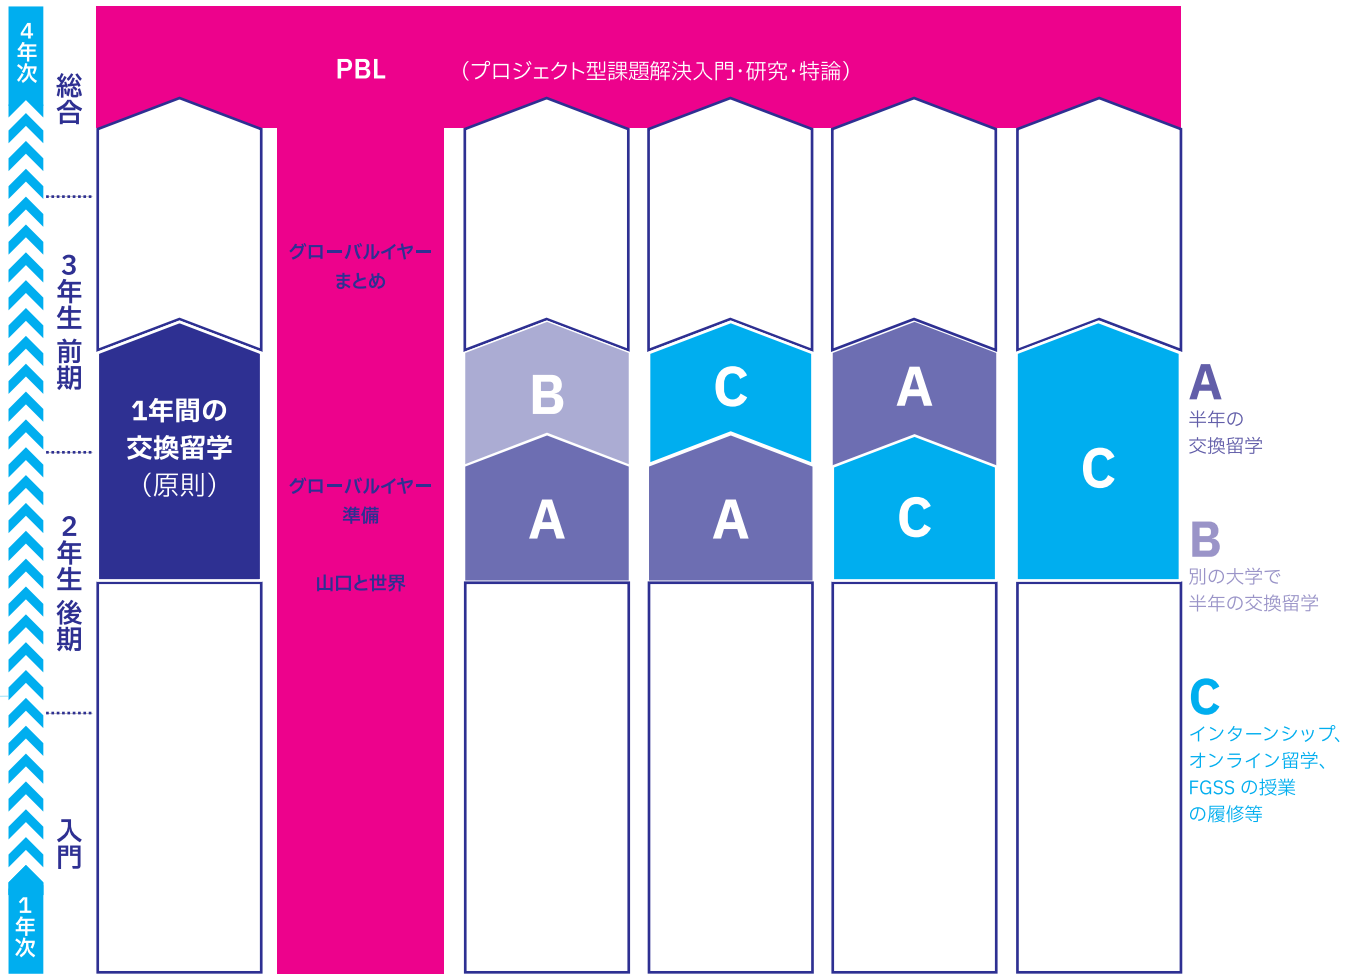 4年次
総合
3年生 前期
2年生 後期
入門
1年次
PBL (プロジェクト型課題解決入門・研究・特論)
グローバルイヤー
まとめ
1年間の
交換留学
(原則)
グローバルイヤー
準備
山口と世界
B
A
C
A
A
C
C
A
半年の
交換留学
B
別の大学で
半年の交換留学
C
インターンシップ、
オンライン留学、
FGSS の授業
の履修等